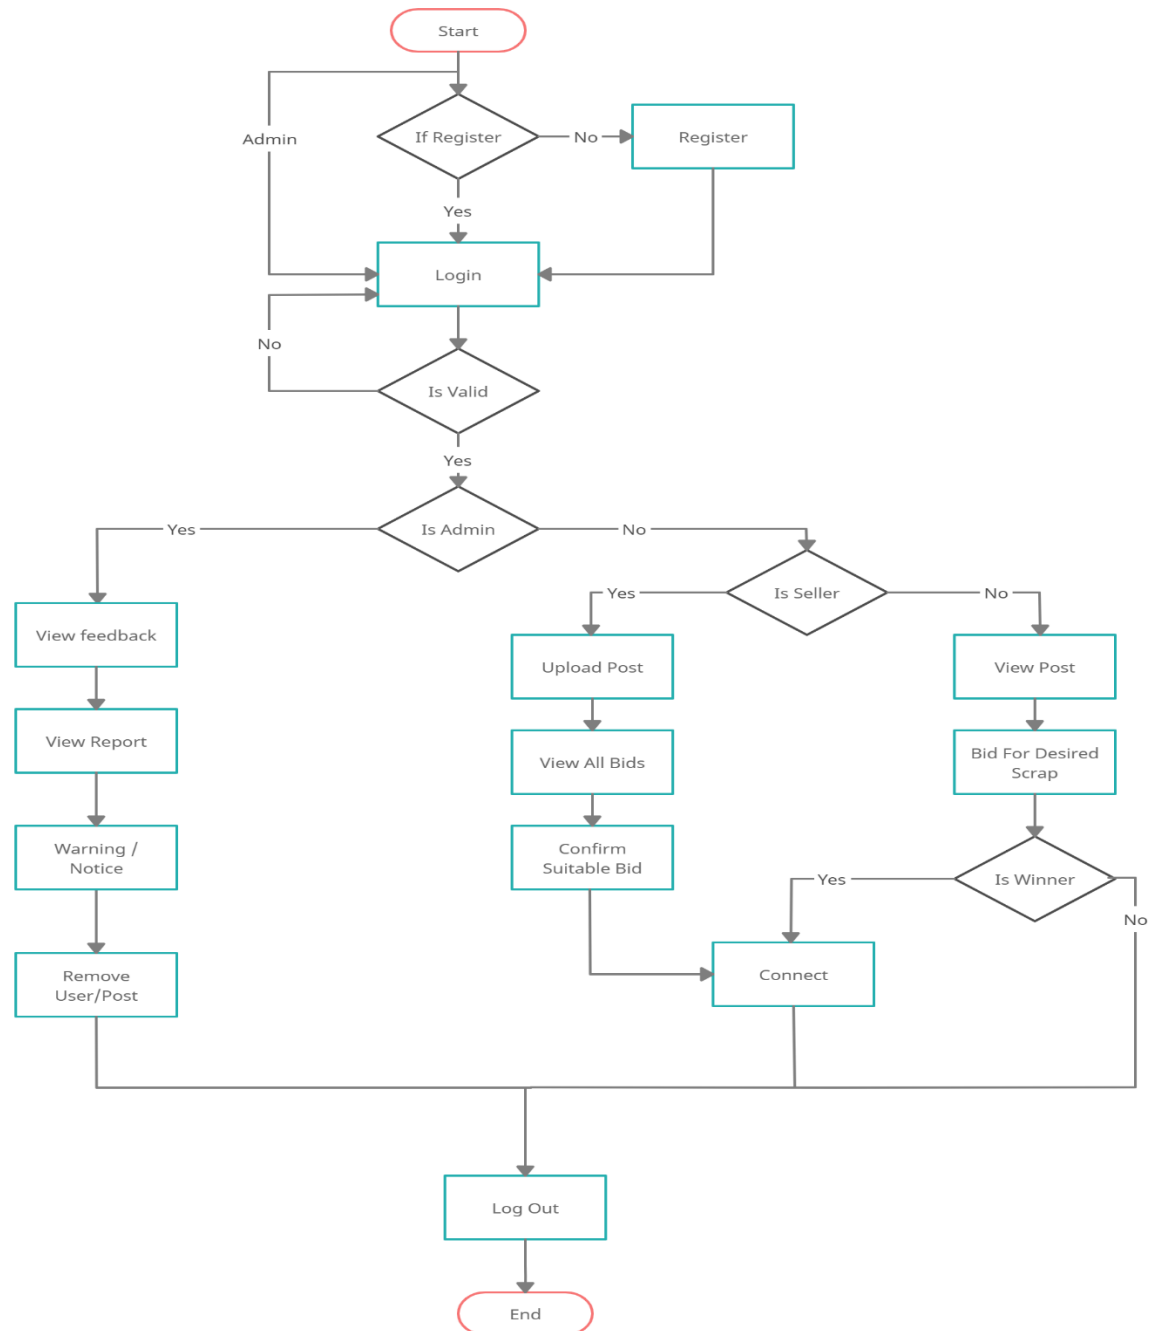 Start
Admin
If Register
No
Register
Yes
Login
No
Is Valid
Yes
Yes
Is Admin
No
Yes
Is Seller
No
View feedback
Upload Post
View Post
View Report
View All Bids
Bid For Desired
Scrap
Warning /
Notice
Confirm
Suitable Bid
Yes
Is Winner
No
Remove
User/Post
Connect
Log Out
End